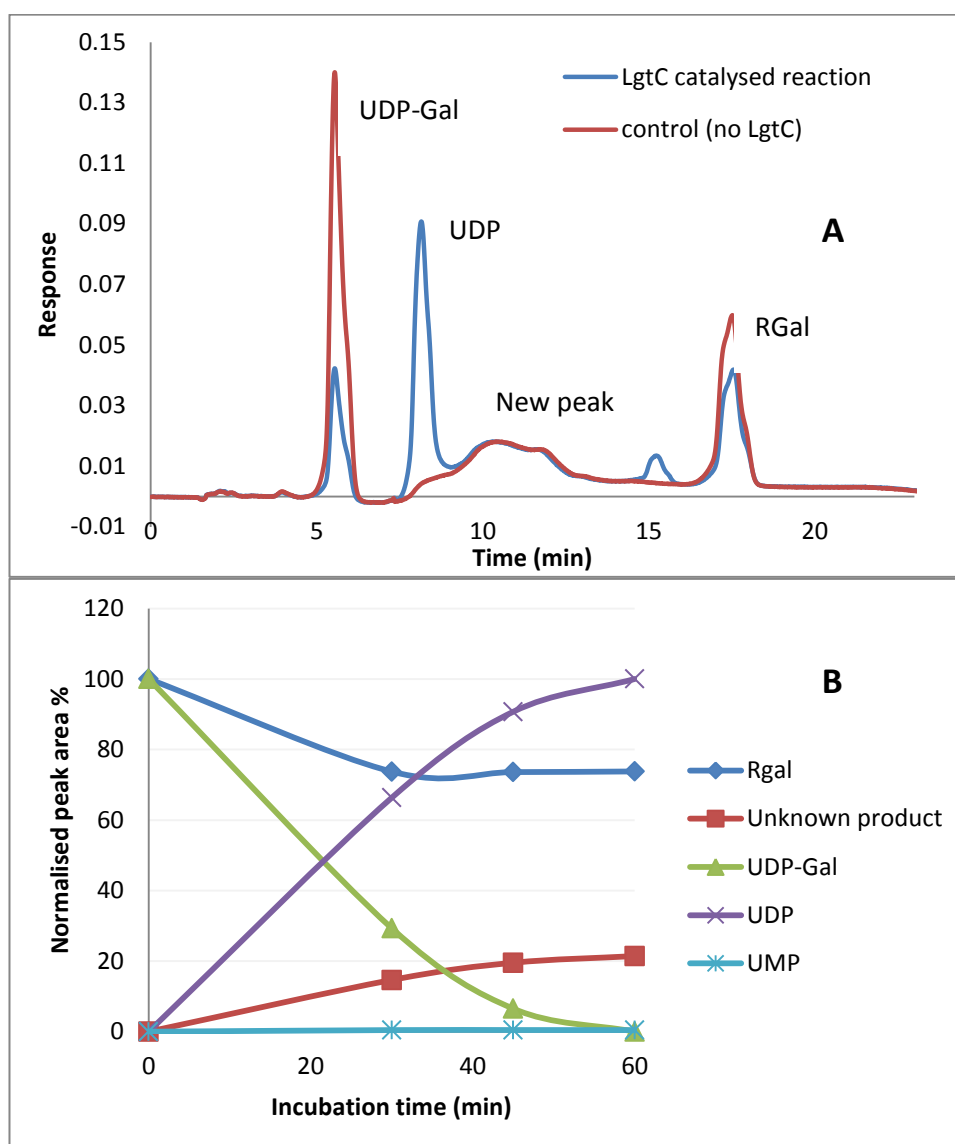 0.15
0.13
0.11
0.09
0.07
0.05
0.03
0.01
-0.01
Response
UDP-Gal
UDP
New peak
RGal
LgtC catalysed reaction
control (no LgtC)
A
0 5 10 15 20
Time (min)
120
100
80
60
40
20
0
Normalised peak area %
B
Rgal
Unknown product
UDP-Gal
UDP
UMP
0 20 40 60
Incubation time (min)